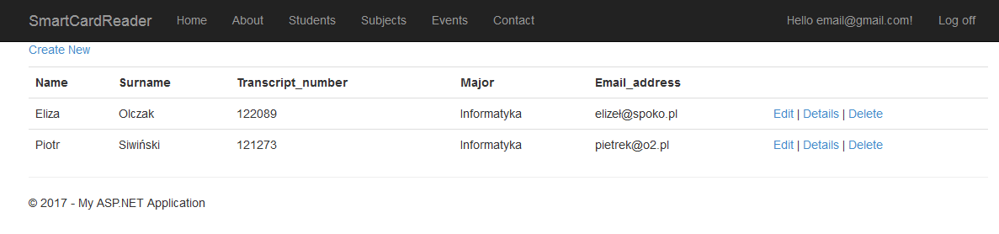 SmartCardReader Home About Students Subjects Events Contact Hello email@gmail.com! Log off
Create New
Name Surname Transcript_number Major Email_address
Eliza Olczak 122089 Informatyka elizeł@spoko.pl Edit | Details | Delete
Piotr Siwiński 121273 Informatyka pietrek@o2.pl Edit | Details | Delete
© 2017 - My ASP.NET Application